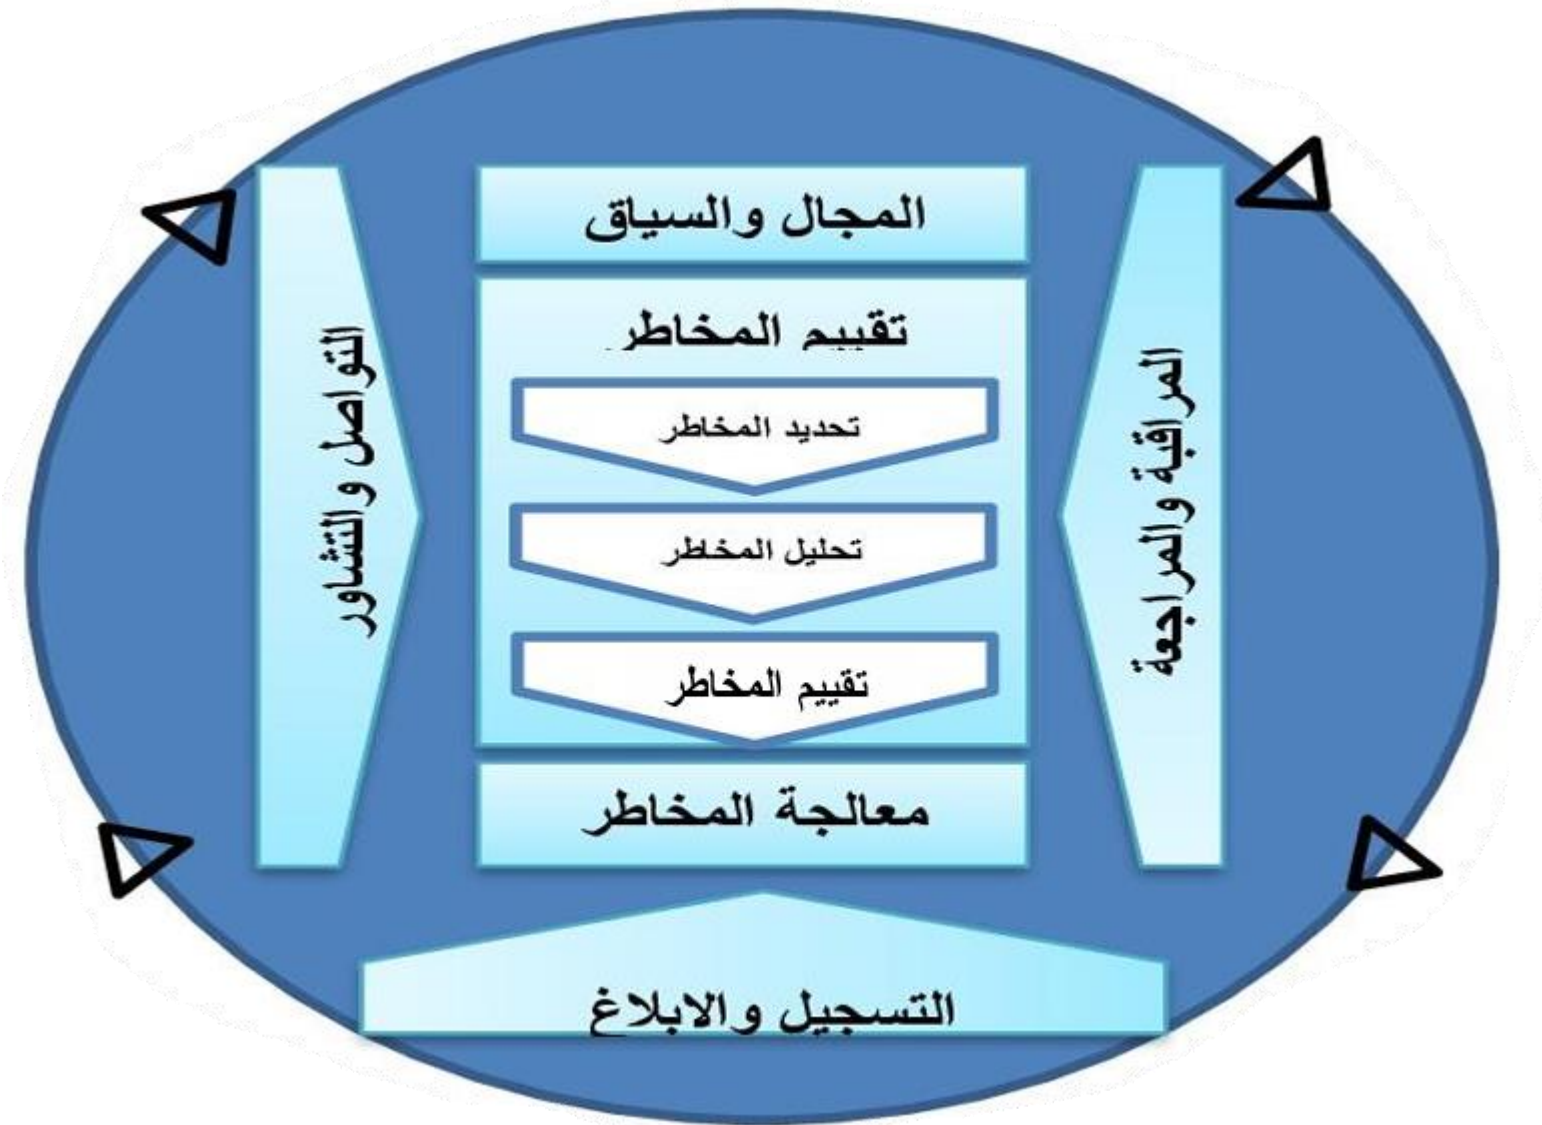 المجال والسياق
تقييم المخاطر
تحديد المخاطر
تحليل المخاطر
تقييم المخاطر
معالجة المخاطر
المراقبة والمراجعة
التواصل والتشاور
التسجيل والابلاغ